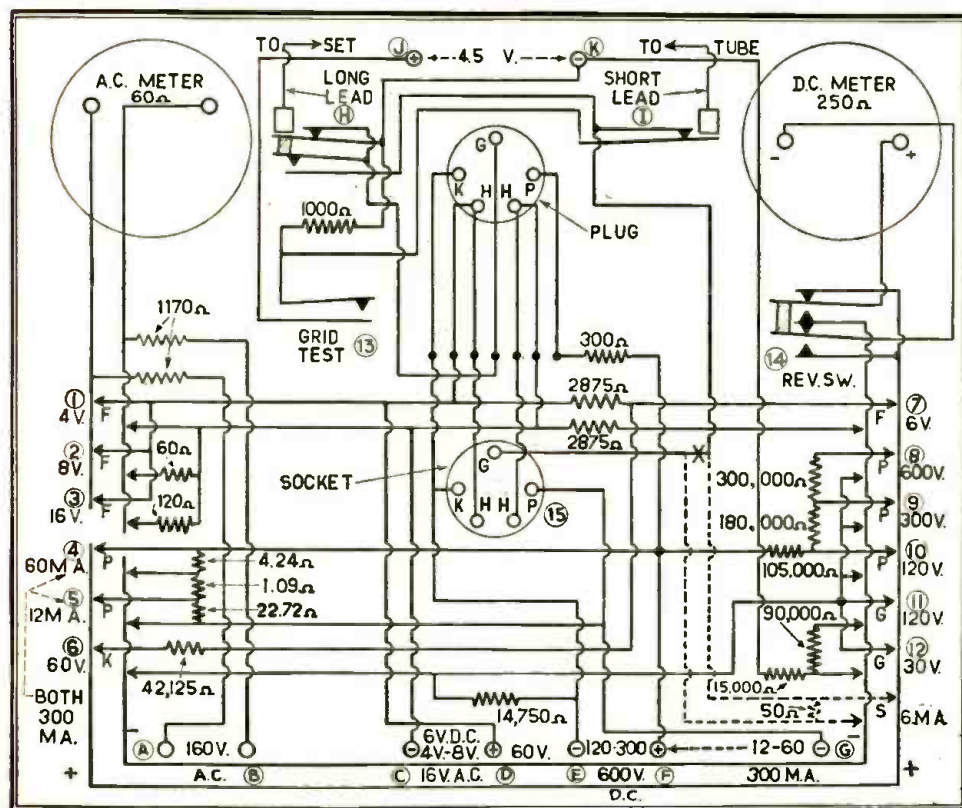 TO → SET
J + ← 4.5 V. → - K
TO ← TUBE
A.C. METER
60Ω
LONG
LEAD
H
SHORT
LEAD
I
D.C. METER
250Ω
- +
G
K H H P
PLUG
1000Ω
GRID
TEST 13
1170Ω
300Ω
14
REV. SW.
2875Ω
2875Ω
1
4V. F
2
8V. F
60Ω
3
16V. F
120Ω
F 7
6V.
8
P 600V.
300,000Ω
9
P 300V.
180,000Ω
SOCKET
G
X
K H H P
15
4
60 M A. P
4.24Ω
5
12 M A. P
1.09Ω
22.72Ω
6
60V. K
42,125Ω
BOTH
300
M A.
10
P 120V.
105,000Ω
11
G 120V.
90,000Ω
12
G 30V.
15,000Ω
S
6 M A.
50Ω
14,750Ω
-
A 160V. B
A.C.
6V. D.C.
4V.-8V.
C - 16V. A.C. + D
60V.
E - 120-300 + F
600V.
← 12-60 → - G
300 M.A.
+ +
D.C.